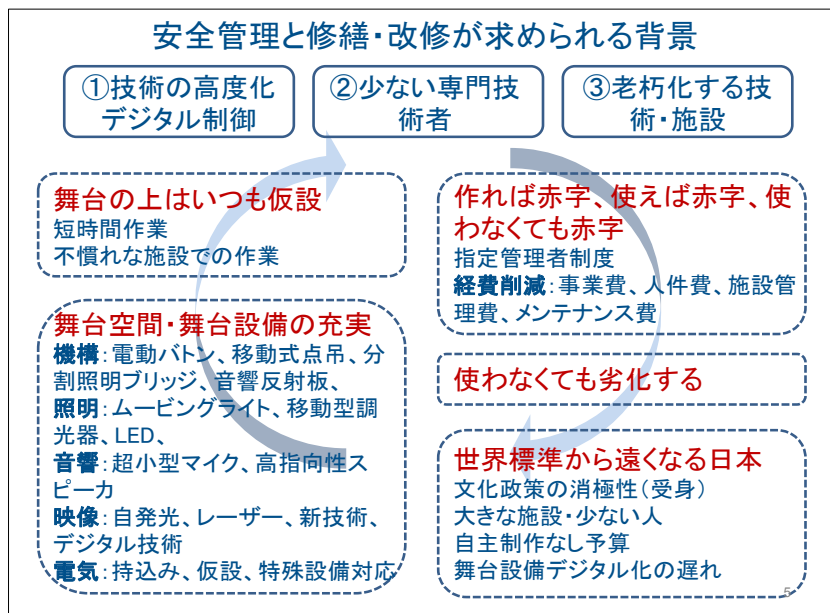 安全管理と修繕・改修が求められる背景
①技術の高度化
デジタル制御
②少ない専門技
術者
③老朽化する技
術・施設
舞台の上はいつも仮設
短時間作業
不慣れな施設での作業
舞台空間・舞台設備の充実
機構：電動バトン、移動式点吊、分
割照明ブリッジ、音響反射板、
照明：ムービングライト、移動型調
光器、LED、
音響：超小型マイク、高指向性ス
ピーカ
映像：自発光、レーザー、新技術、
デジタル技術
電気：持込み、仮設、特殊設備対応
作れば赤字、使えば赤字、使
わなくても赤字
指定管理者制度
経費削減：事業費、人件費、施設管
理費、メンテナンス費
使わなくても劣化する
世界標準から遠くなる日本
文化政策の消極性（受身）
大きな施設・少ない人
自主制作なし予算
舞台設備デジタル化の遅れ
5